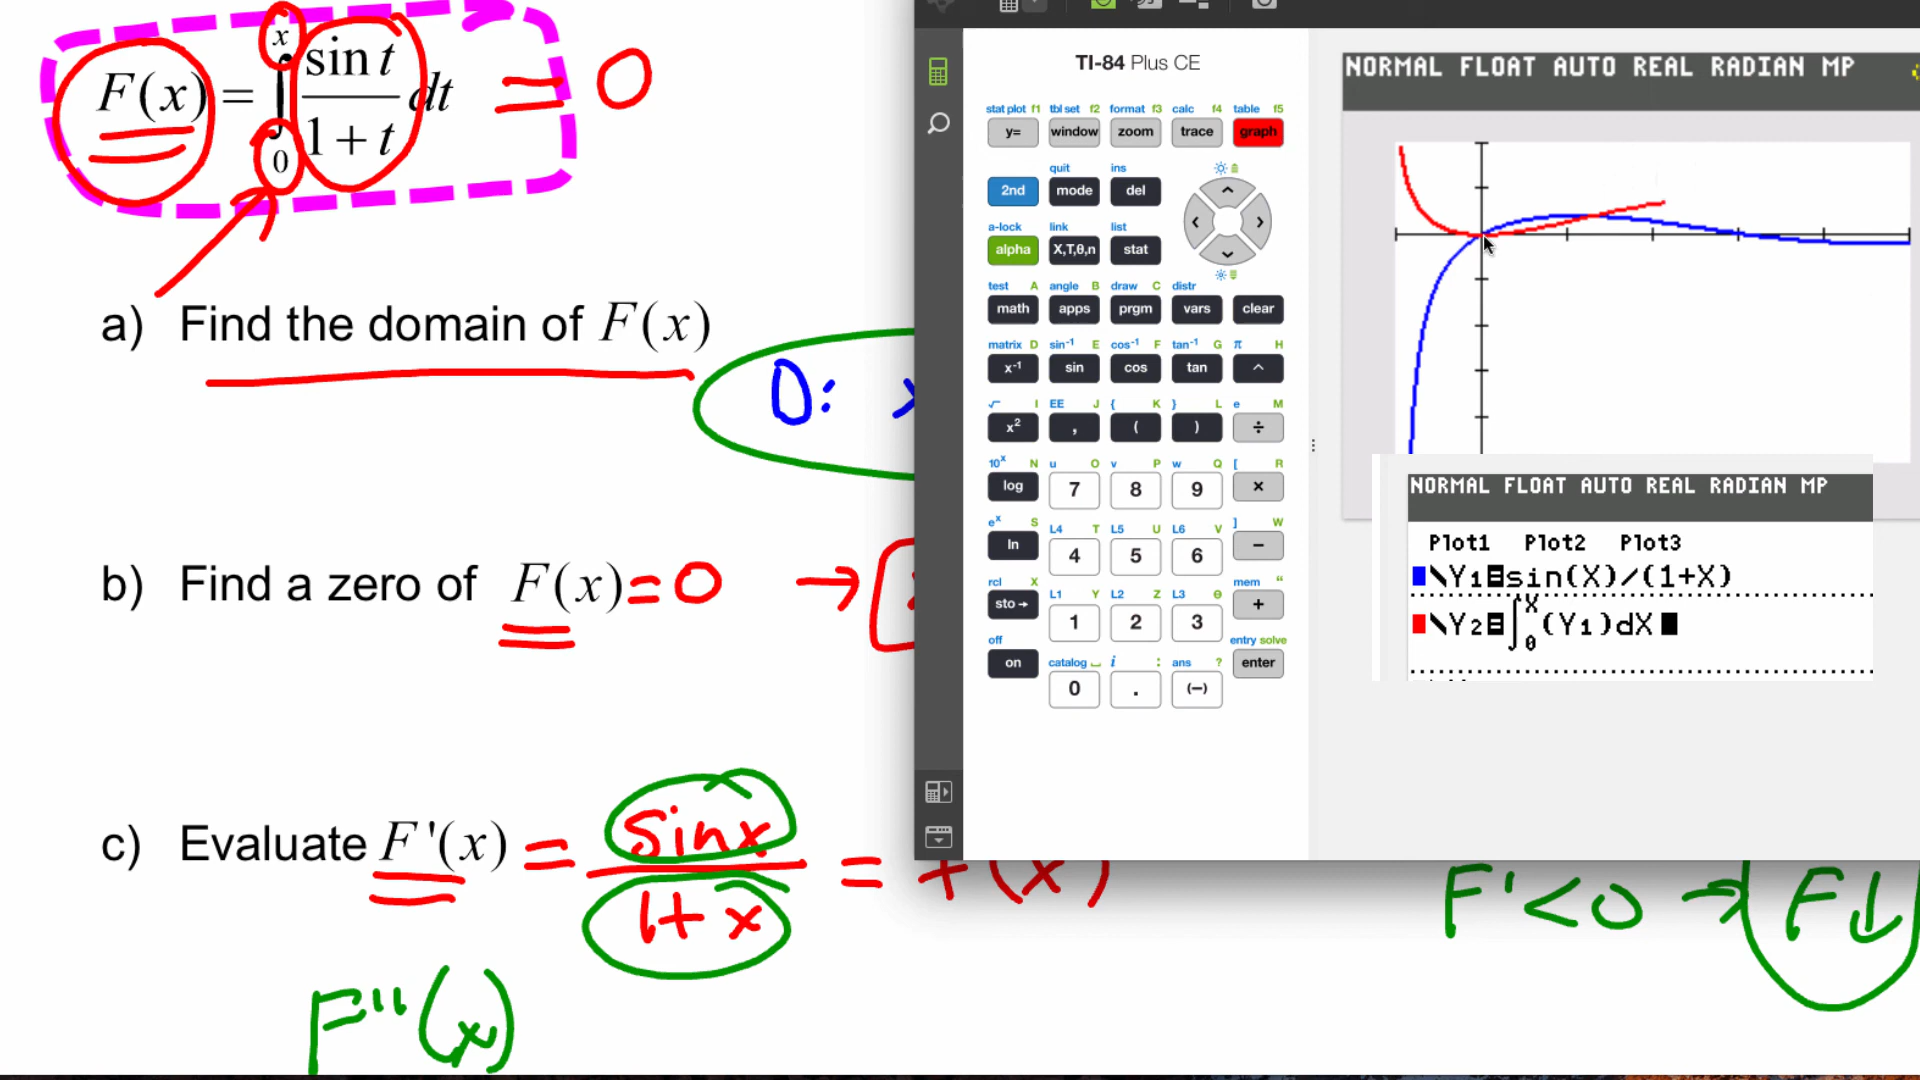 F(x) = ∫₀ˣ sin t / (1 + t) dt = 0
a) Find the domain of F(x)
D: x
b) Find a zero of F(x) = 0 →
c) Evaluate F'(x) = sin x / (1 + x) = f(x)
F''(x)
F' < 0 → F↓
TI-84 Plus CE
stat plot f1 tbl set f2 format f3 calc f4 table f5
y= window zoom trace graph
quit ins
2nd mode del
a-lock link list
alpha X,T,θ,n stat
test A angle B draw C distr
math apps prgm vars clear
matrix D sin⁻¹ E cos⁻¹ F tan⁻¹ G π H
x⁻¹ sin cos tan ^
√ I EE J { K } L e M
x² , ( ) ÷
10ˣ N u O v P w Q [ R
log 7 8 9 ×
eˣ S L4 T L5 U L6 V ] W
ln 4 5 6 −
rcl X L1 Y L2 Z L3 θ mem “
sto→ 1 2 3 +
off catalog ⎵ i : ans ? entry solve
on 0 . (−) enter
NORMAL FLOAT AUTO REAL RADIAN MP
NORMAL FLOAT AUTO REAL RADIAN MP
Plot1 Plot2 Plot3
\Y₁=sin(X)/(1+X)
\Y₂=∫₀ˣ(Y₁)dX